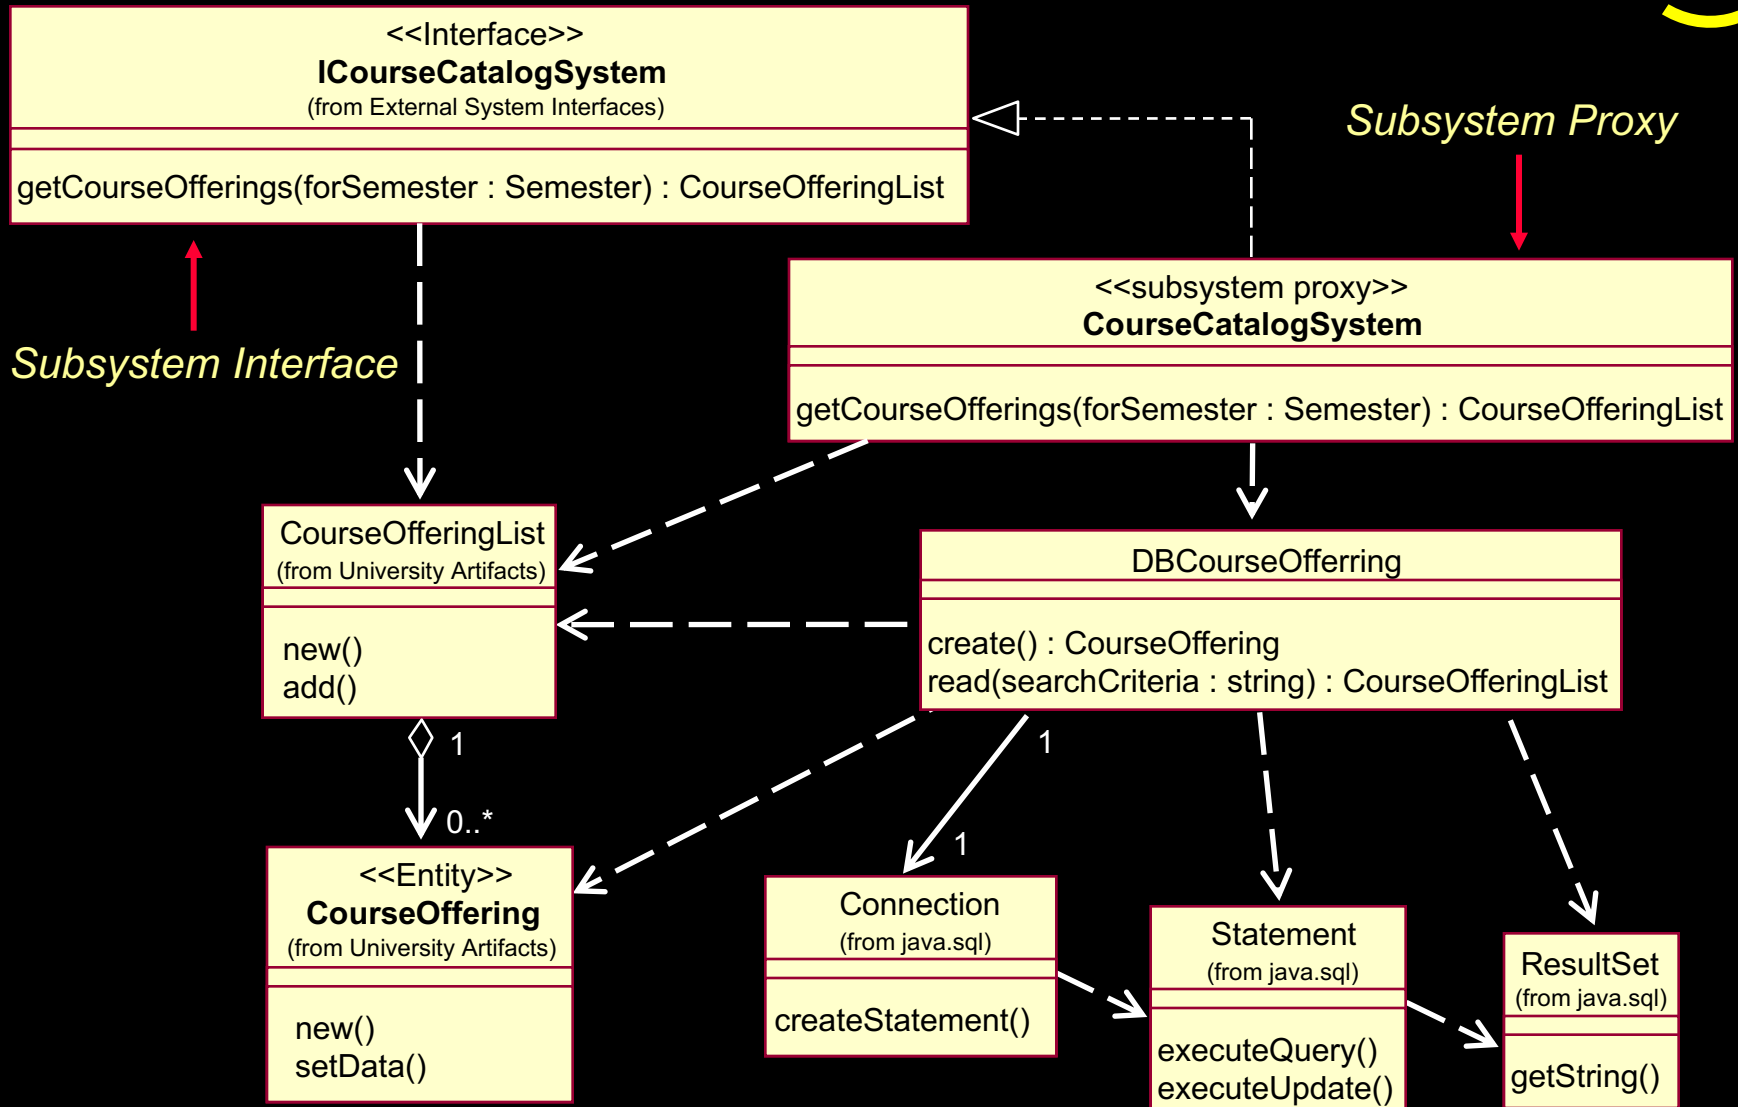 <<Interface>>
ICourseCatalogSystem
(from External System Interfaces)
getCourseOfferings(forSemester : Semester) : CourseOfferingList
Subsystem Proxy
Subsystem Interface
<<subsystem proxy>>
CourseCatalogSystem
getCourseOfferings(forSemester : Semester) : CourseOfferingList
CourseOfferingList
(from University Artifacts)
new()
add()
DBCourseOfferring
create() : CourseOffering
read(searchCriteria : string) : CourseOfferingList
1
0..*
1
1
<<Entity>>
CourseOffering
(from University Artifacts)
new()
setData()
Connection
(from java.sql)
createStatement()
Statement
(from java.sql)
executeQuery()
executeUpdate()
ResultSet
(from java.sql)
getString()